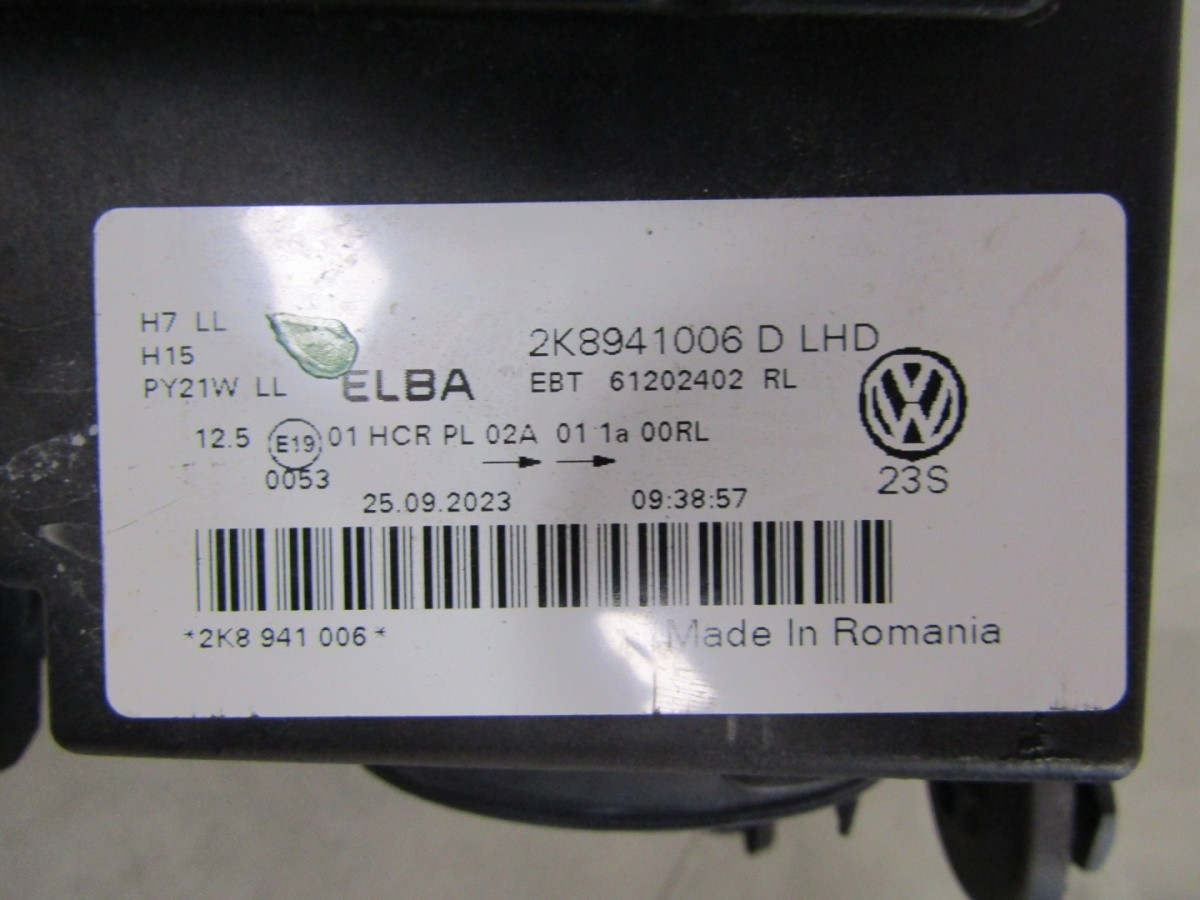 H7 LL
H15
PY21W LL
ELBA
2K8941006 D LHD
EBT 61202402 RL
12.5 E19 01 HCR PL 02A 01 1a 00RL
0053
23S
25.09.2023 09:38:57
*2K8 941 006*
Made In Romania